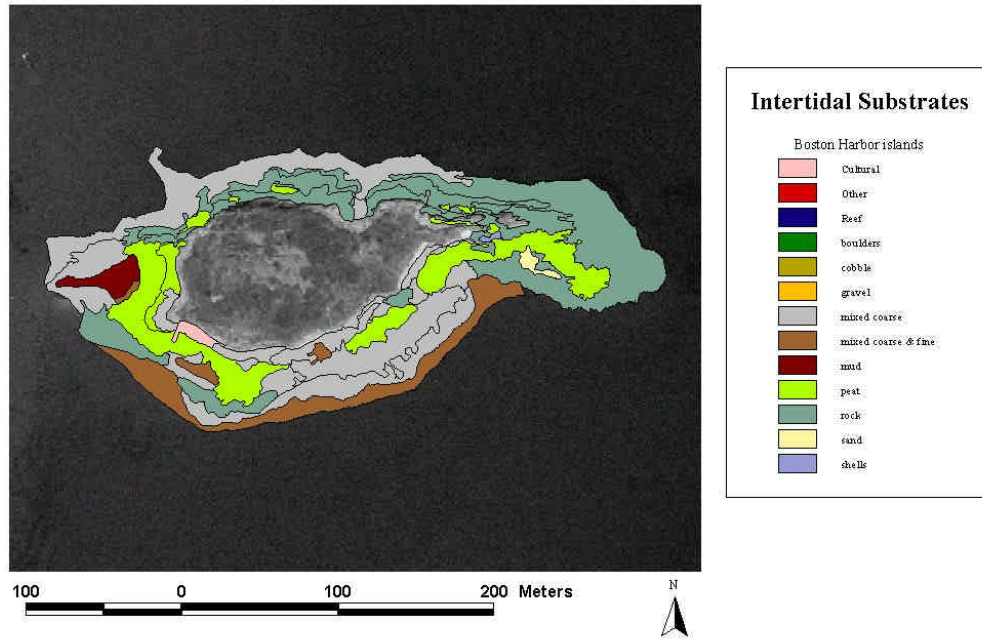 Intertidal Substrates
Boston Harbor islands
Cultural
Other
Reef
boulders
cobble
gravel
mixed coarse
mixed coarse & fine
mud
peat
rock
sand
shells
100 0 100 200 Meters
N